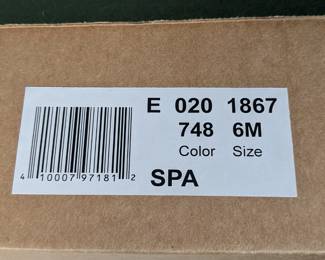 E 020 1867
748 6M
Color Size
SPA
4 10007 97181 2